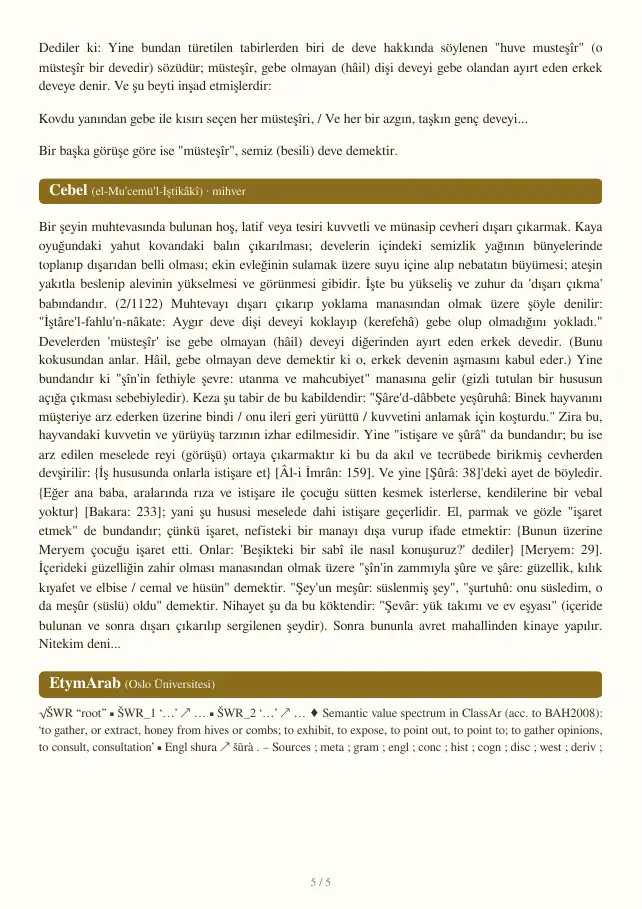 Dediler ki: Yine bundan türetilen tabirlerden biri de deve hakkında söylenen "huve musteşîr" (o
müsteşîr bir devedir) sözüdür; müsteşîr, gebe olmayan (hâil) dişi deveyi gebe olandan ayırt eden erkek
deveye denir. Ve şu beyti inşad etmişlerdir:
Kovdu yanından gebe ile kısırı seçen her müsteşîri, / Ve her bir azgın, taşkın genç deveyi...
Bir başka görüşe göre ise "müsteşîr", semiz (besili) deve demektir.
Cebel (el-Mu'cemü'l-İştikâkî) · mihver
Bir şeyin muhtevasında bulunan hoş, latif veya tesiri kuvvetli ve münasip cevheri dışarı çıkarmak. Kaya
oyuğundaki yahut kovandaki balın çıkarılması; develerin içindeki semizlik yağının bünyelerinde
toplanıp dışarıdan belli olması; ekin evleğinin sulamak üzere suyu içine alıp nebatatın büyümesi; ateşin
yakıtla beslenip alevinin yükselmesi ve görünmesi gibidir. İşte bu yükseliş ve zuhur da 'dışarı çıkma'
babındandır. (2/1122) Muhtevayı dışarı çıkarıp yoklama manasından olmak üzere şöyle denilir:
"İştâre'l-fahlu'n-nâkate: Aygır deve dişi deveyi koklayıp (kerefehâ) gebe olup olmadığını yokladı."
Develerden 'müsteşîr' ise gebe olmayan (hâil) deveyi diğerinden ayırt eden erkek devedir. (Bunu
kokusundan anlar. Hâil, gebe olmayan deve demektir ki o, erkek devenin aşmasını kabul eder.) Yine
bundandır ki "şîn'in fethiyle şevre: utanma ve mahcubiyet" manasına gelir (gizli tutulan bir hususun
açığa çıkması sebebiyledir). Keza şu tabir de bu kabildendir: "Şâre'd-dâbbete yeşûruhâ: Binek hayvanını
müşteriye arz ederken üzerine bindi / onu ileri geri yürüttü / kuvvetini anlamak için koşturdu." Zira bu,
hayvandaki kuvvetin ve yürüyüş tarzının izhar edilmesidir. Yine "istişare ve şûrâ" da bundandır; bu ise
arz edilen meselede reyi (görüşü) ortaya çıkarmaktır ki bu da akıl ve tecrübede birikmiş cevherden
devşirilir: {İş hususunda onlarla istişare et} [Âl-i İmrân: 159]. Ve yine [Şûrâ: 38]'deki ayet de böyledir.
{Eğer ana baba, aralarında rıza ve istişare ile çocuğu sütten kesmek isterlerse, kendilerine bir vebal
yoktur} [Bakara: 233]; yani şu hususi meselede dahi istişare geçerlidir. El, parmak ve gözle "işaret
etmek" de bundandır; çünkü işaret, nefisteki bir manayı dışa vurup ifade etmektir: {Bunun üzerine
Meryem çocuğu işaret etti. Onlar: 'Beşikteki bir sabî ile nasıl konuşuruz?' dediler} [Meryem: 29].
İçerideki güzelliğin zahir olması manasından olmak üzere "şîn'in zammıyla şûre ve şâre: güzellik, kılık
kıyafet ve elbise / cemal ve hüsün" demektir. "Şey'un meşûr: süslenmiş şey", "şurtuhû: onu süsledim, o
da meşûr (süslü) oldu" demektir. Nihayet şu da bu köktendir: "Şevâr: yük takımı ve ev eşyası" (içeride
bulunan ve sonra dışarı çıkarılıp sergilenen şeydir). Sonra bununla avret mahallinden kinaye yapılır.
Nitekim deni...
EtymArab (Oslo Üniversitesi)
√ŠWR “root” ▪ ŠWR_1 ‘…’ ↗ … ▪ ŠWR_2 ‘…’ ↗ … ♦ Semantic value spectrum in ClassAr (acc. to BAH2008):
‘to gather, or extract, honey from hives or combs; to exhibit, to expose, to point out, to point to; to gather opinions,
to consult, consultation’ ▪ Engl shura ↗ šūrà . – Sources ; meta ; gram ; engl ; conc ; hist ; cogn ; disc ; west ; deriv ;
5 / 5